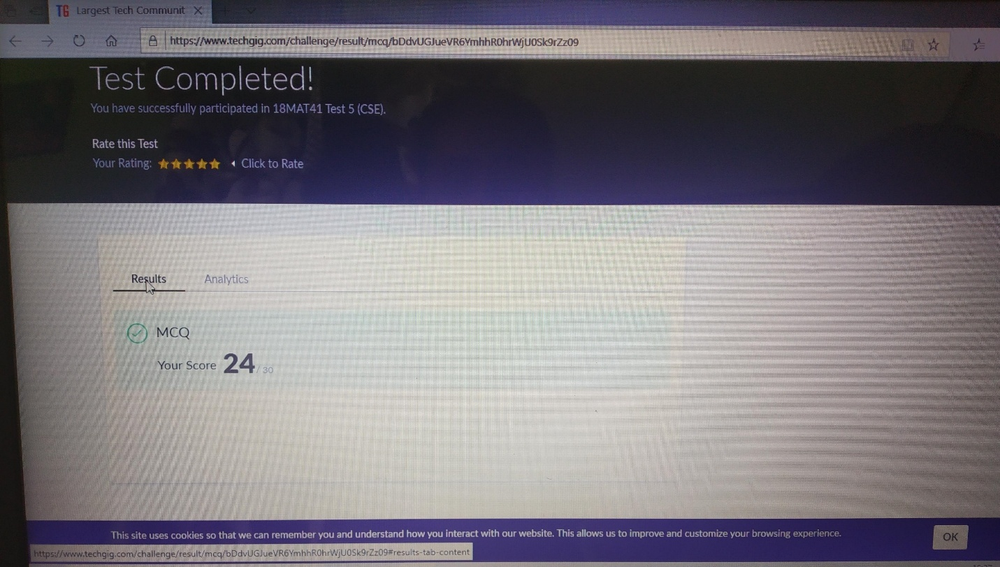 TG Largest Tech Communit
https://www.techgig.com/challenge/result/mcq/bDdvUGJueVR6YmhhR0hrWjU0Sk9rZz09
Test Completed!
You have successfully participated in 18MAT41 Test 5 (CSE).
Rate this Test
Your Rating: Click to Rate
Results Analytics
MCQ
Your Score 24 / 30
This site uses cookies so that we can remember you and understand how you interact with our website. This allows us to improve and customize your browsing experience.
OK
https://www.techgig.com/challenge/result/mcq/bDdvUGJueVR6YmhhR0hrWjU0Sk9rZz09#results-tab-content